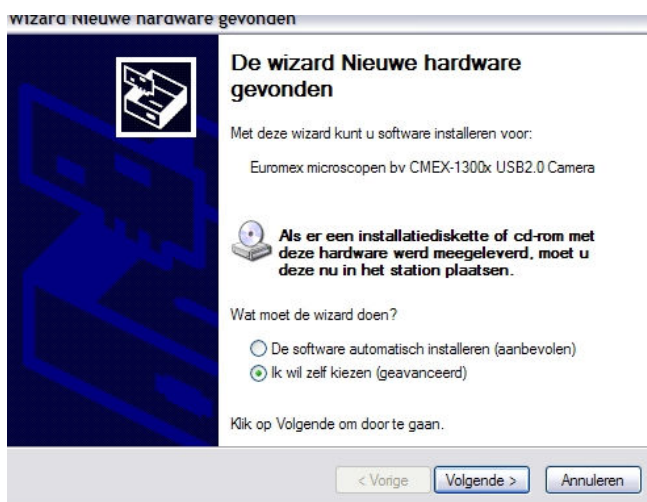 Wizard Nieuwe hardware gevonden
De wizard Nieuwe hardware
gevonden
Met deze wizard kunt u software installeren voor:
Euromex microscopen bv CMEX-1300x USB2.0 Camera
Als er een installatiediskette of cd-rom met
deze hardware werd meegeleverd, moet u
deze nu in het station plaatsen.
Wat moet de wizard doen?
De software automatisch installeren (aanbevolen)
Ik wil zelf kiezen (geavanceerd)
Klik op Volgende om door te gaan.
< Vorige Volgende > Annuleren